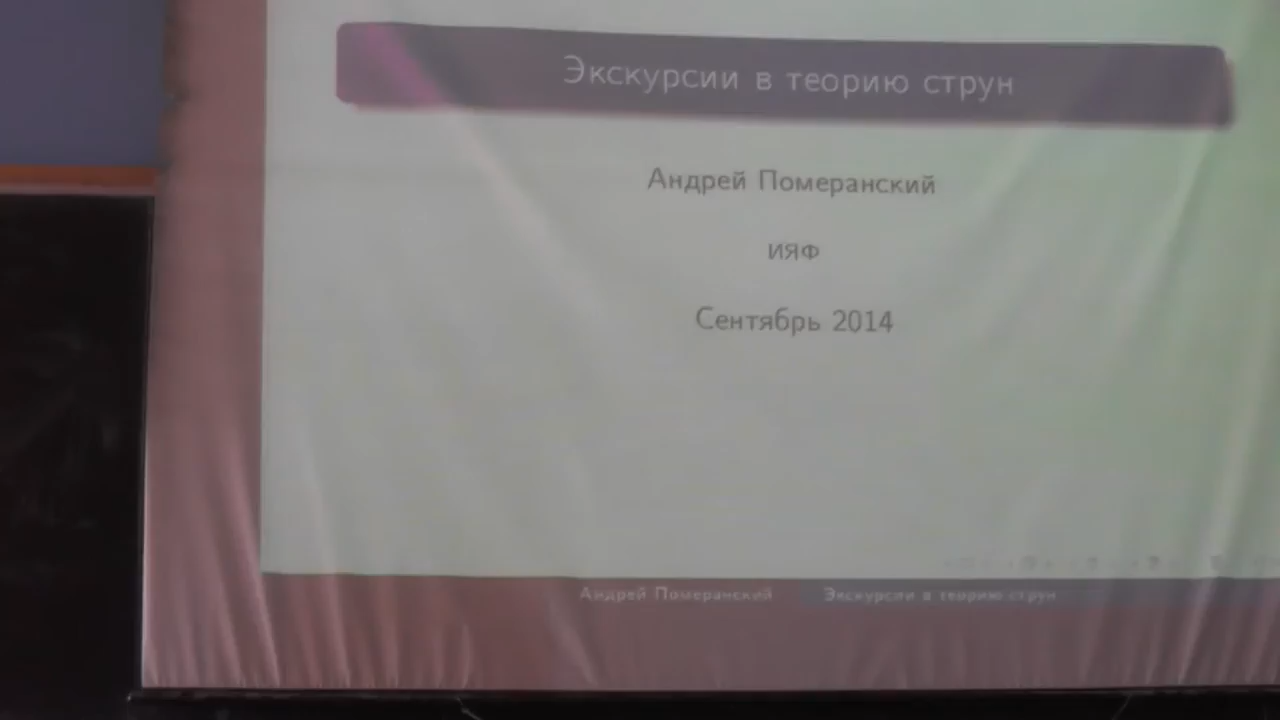 Экскурсии в теорию струн
Андрей Померанский
ИЯФ
Сентябрь 2014
Андрей Померанский Экскурсии в теорию струн